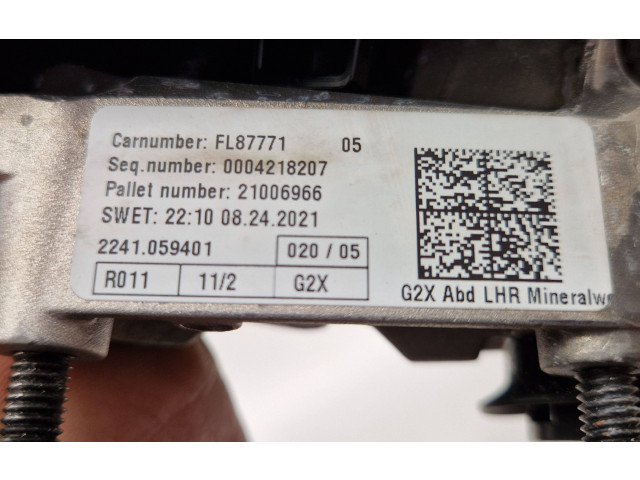 Carnumber: FL87771 05
Seq.number: 0004218207
Pallet number: 21006966
SWET: 22:10 08.24.2021
2241.059401 020 / 05
R011 11/2 G2X
G2X Abd LHR Mineralwe